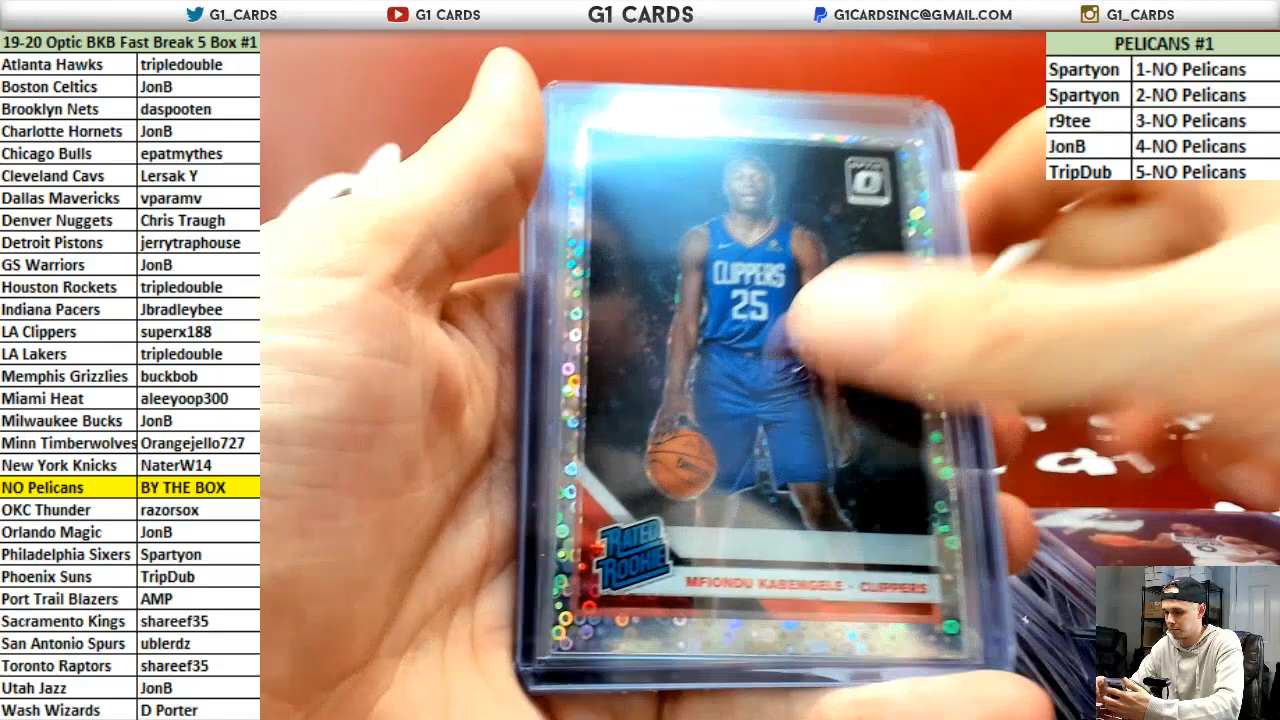 G1_CARDS G1 CARDS G1 CARDS G1CARDSINC@GMAIL.COM G1_CARDS
19-20 Optic BKB Fast Break 5 Box #1
Atlanta Hawks tripledouble
Boston Celtics JonB
Brooklyn Nets daspooten
Charlotte Hornets JonB
Chicago Bulls epatmythes
Cleveland Cavs Lersak Y
Dallas Mavericks vparamv
Denver Nuggets Chris Traugh
Detroit Pistons jerrytraphouse
GS Warriors JonB
Houston Rockets tripledouble
Indiana Pacers Jbradleybee
LA Clippers superx188
LA Lakers tripledouble
Memphis Grizzlies buckbob
Miami Heat aleeyoop300
Milwaukee Bucks JonB
Minn Timberwolves Orangejello727
New York Knicks NaterW14
NO Pelicans BY THE BOX
OKC Thunder razorsox
Orlando Magic JonB
Philadelphia Sixers Spartyon
Phoenix Suns TripDub
Port Trail Blazers AMP
Sacramento Kings shareef35
San Antonio Spurs ublerdz
Toronto Raptors shareef35
Utah Jazz JonB
Wash Wizards D Porter
PELICANS #1
Spartyon 1-NO Pelicans
Spartyon 2-NO Pelicans
r9tee 3-NO Pelicans
JonB 4-NO Pelicans
TripDub 5-NO Pelicans
CLIPPERS
25
RATED
ROOKIE
MFIONDU KABENGELE - CLIPPERS